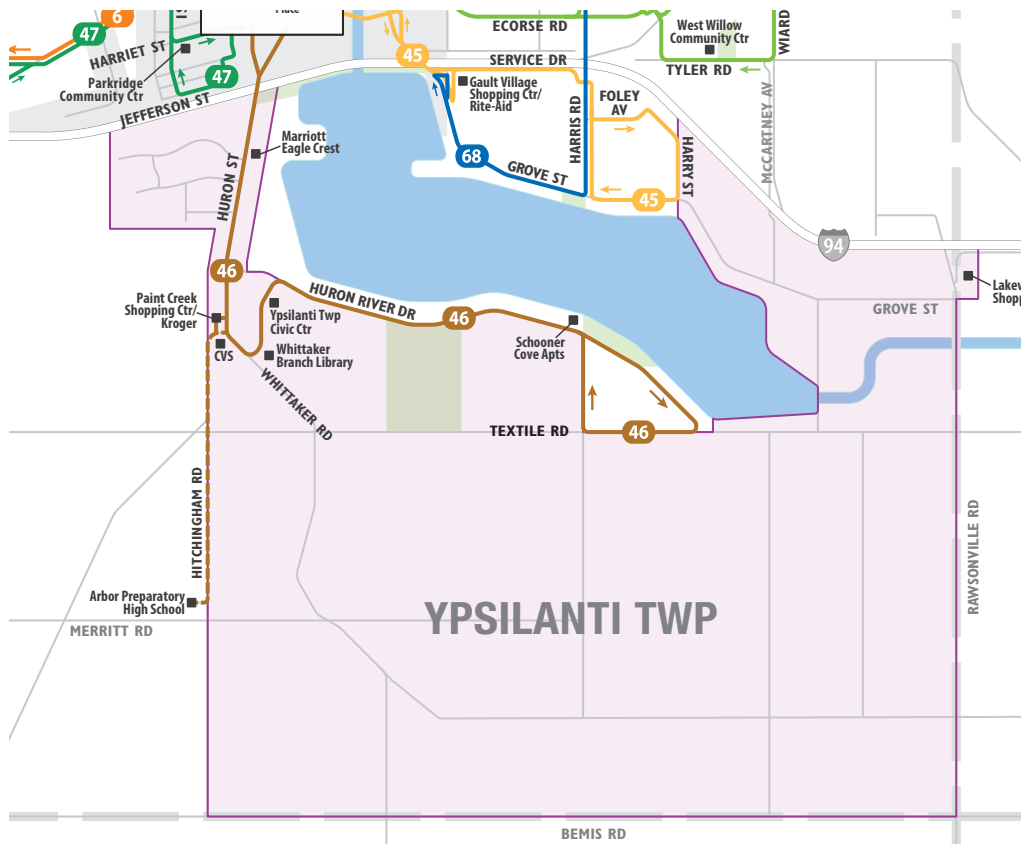 Place
6
47
HARRIET ST
Parkridge
Community Ctr
47
JEFFERSON ST
45
ECORSE RD
SERVICE DR
West Willow
Community Ctr
WIARD
TYLER RD
Gault Village
Shopping Ctr/
Rite-Aid
FOLEY
AV
HARRIS RD
MCCARTNEY AV
Marriott
Eagle Crest
68
GROVE ST
HARRY ST
45
HURON ST
94
46
Paint Creek
Shopping Ctr/
Kroger
CVS
Ypsilanti Twp
Civic Ctr
Whittaker
Branch Library
HURON RIVER DR
46
Schooner
Cove Apts
GROVE ST
WHITTAKER RD
TEXTILE RD
46
HITCHINGHAM RD
RAWSONVILLE RD
Arbor Preparatory
High School
MERRITT RD
YPSILANTI TWP
BEMIS RD